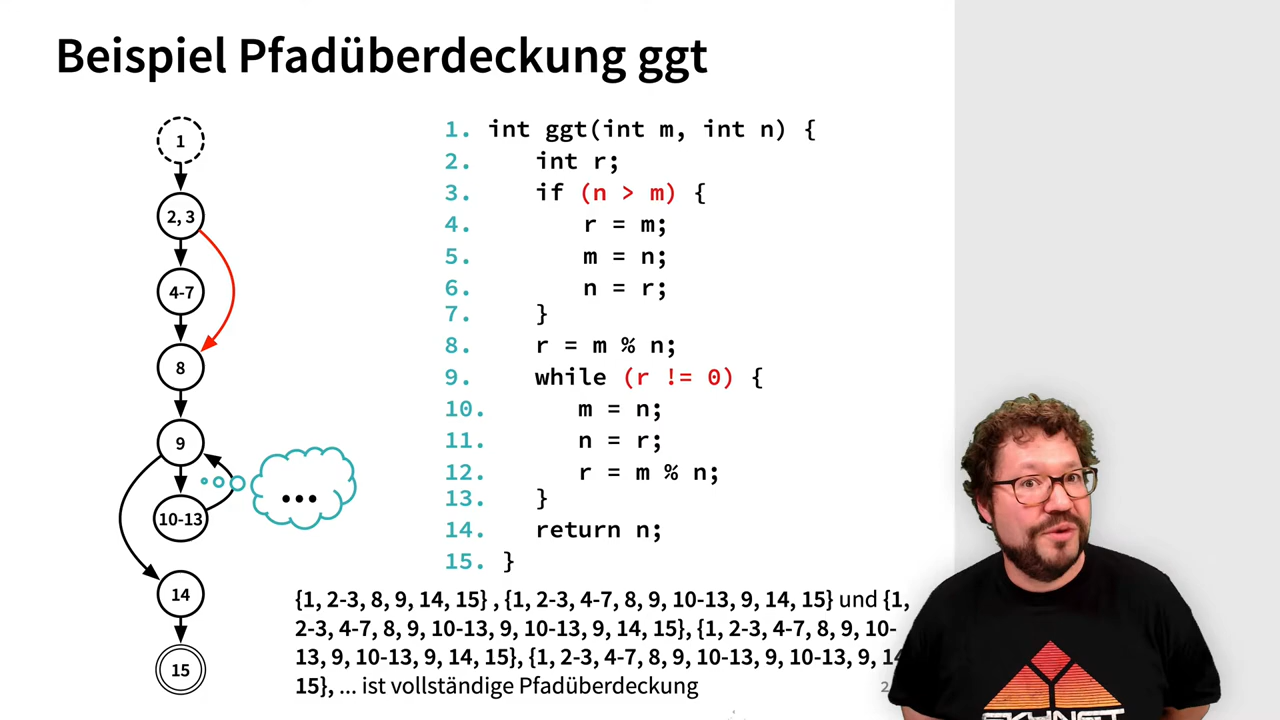 Beispiel Pfadüberdeckung ggt
1
2, 3
4-7
8
9
10-13
14
15
...
1. int ggt(int m, int n) {
2. int r;
3. if (n > m) {
4. r = m;
5. m = n;
6. n = r;
7. }
8. r = m % n;
9. while (r != 0) {
10. m = n;
11. n = r;
12. r = m % n;
13. }
14. return n;
15. }
{1, 2-3, 8, 9, 14, 15} , {1, 2-3, 4-7, 8, 9, 10-13, 9, 14, 15} und {1,
2-3, 4-7, 8, 9, 10-13, 9, 10-13, 9, 14, 15}, {1, 2-3, 4-7, 8, 9, 10-
13, 9, 10-13, 9, 14, 15}, {1, 2-3, 4-7, 8, 9, 10-13, 9, 10-13, 9, 14
15}, ... ist vollständige Pfadüberdeckung
2
SKYNET